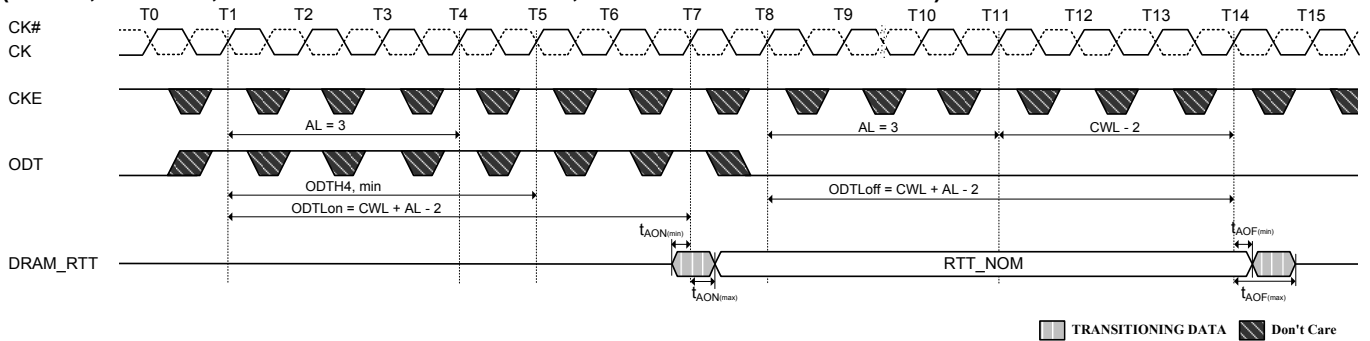 T0 T1 T2 T3 T4 T5 T6 T7 T8 T9 T10 T11 T12 T13 T14 T15
CK#
CK
CKE
AL = 3 AL = 3 CWL - 2
ODT
ODTH4, min ODTLoff = CWL + AL - 2
ODTLon = CWL + AL - 2
tAON(min) tAOF(min)
DRAM_RTT RTT_NOM
tAON(max) tAOF(max)
TRANSITIONING DATA Don't Care